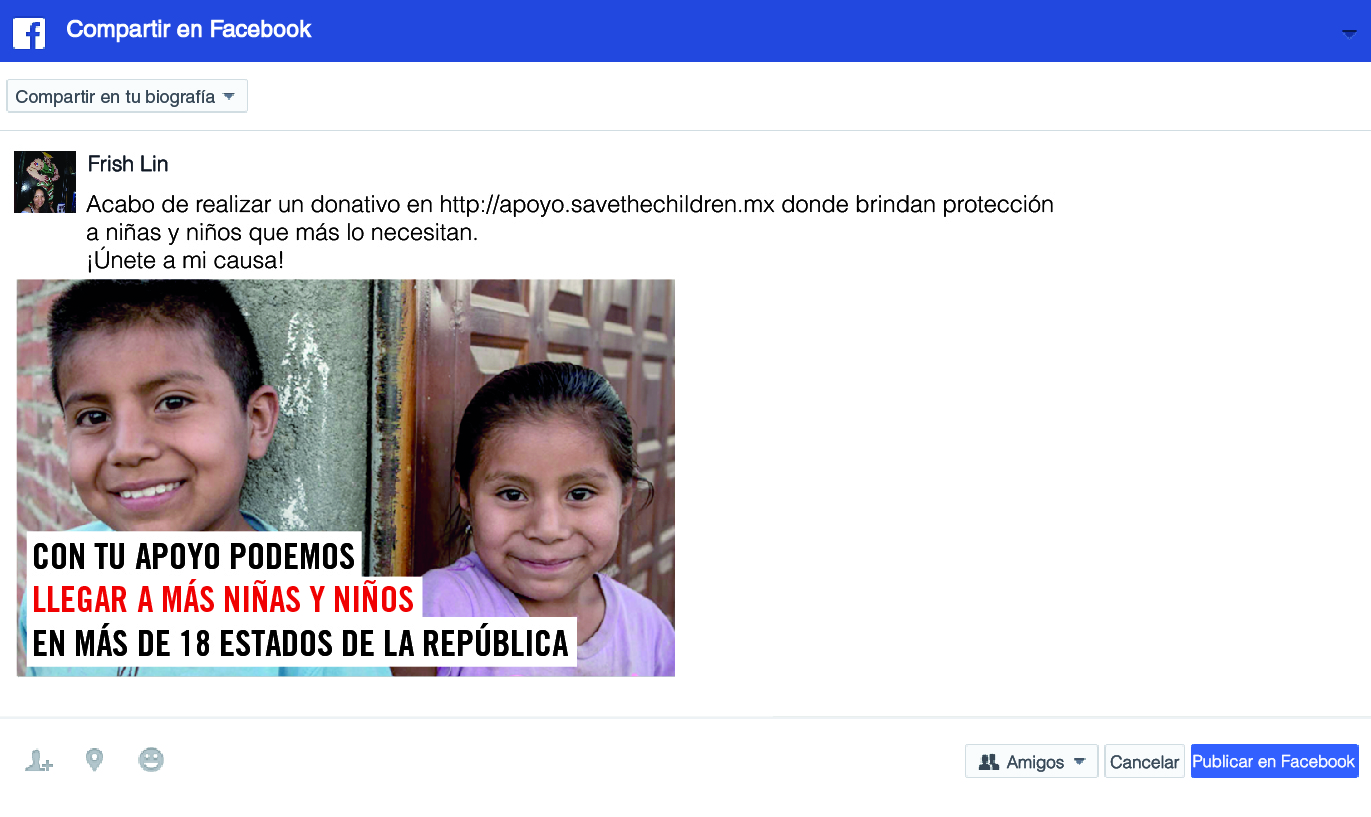 Compartir en Facebook
Compartir en tu biografía
Frish Lin
Acabo de realizar un donativo en http://apoyo.savethechildren.mx donde brindan protección
a niñas y niños que más lo necesitan.
¡Únete a mi causa!
CON TU APOYO PODEMOS
LLEGAR A MÁS NIÑAS Y NIÑOS
EN MÁS DE 18 ESTADOS DE LA REPÚBLICA
Amigos Cancelar Publicar en Facebook